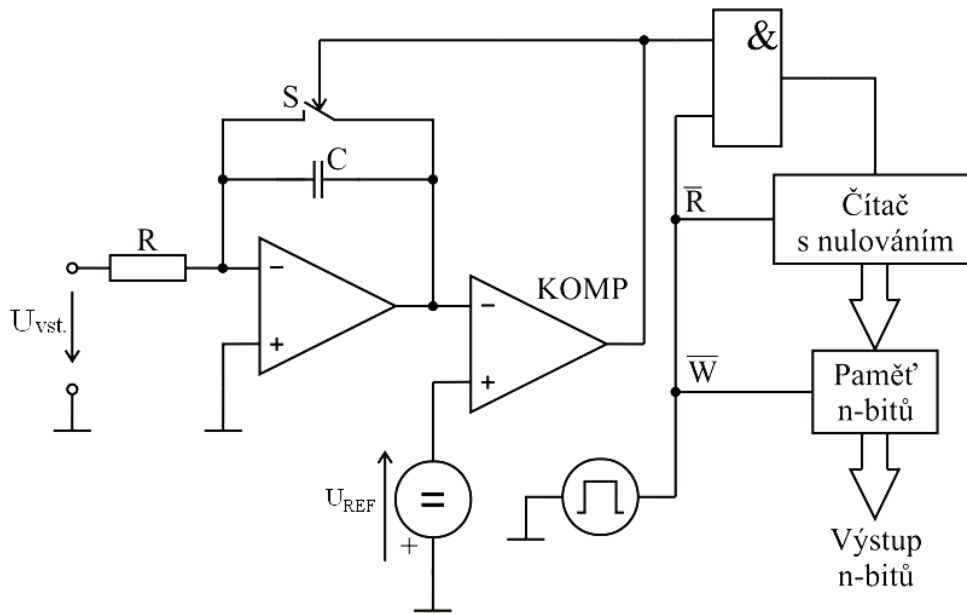 &
S
C
R
R̅
Čítač
s nulováním
−
+
KOMP
−
+
Uvst.
W̅
Paměť
n-bitů
UREF
=
+
Výstup
n-bitů